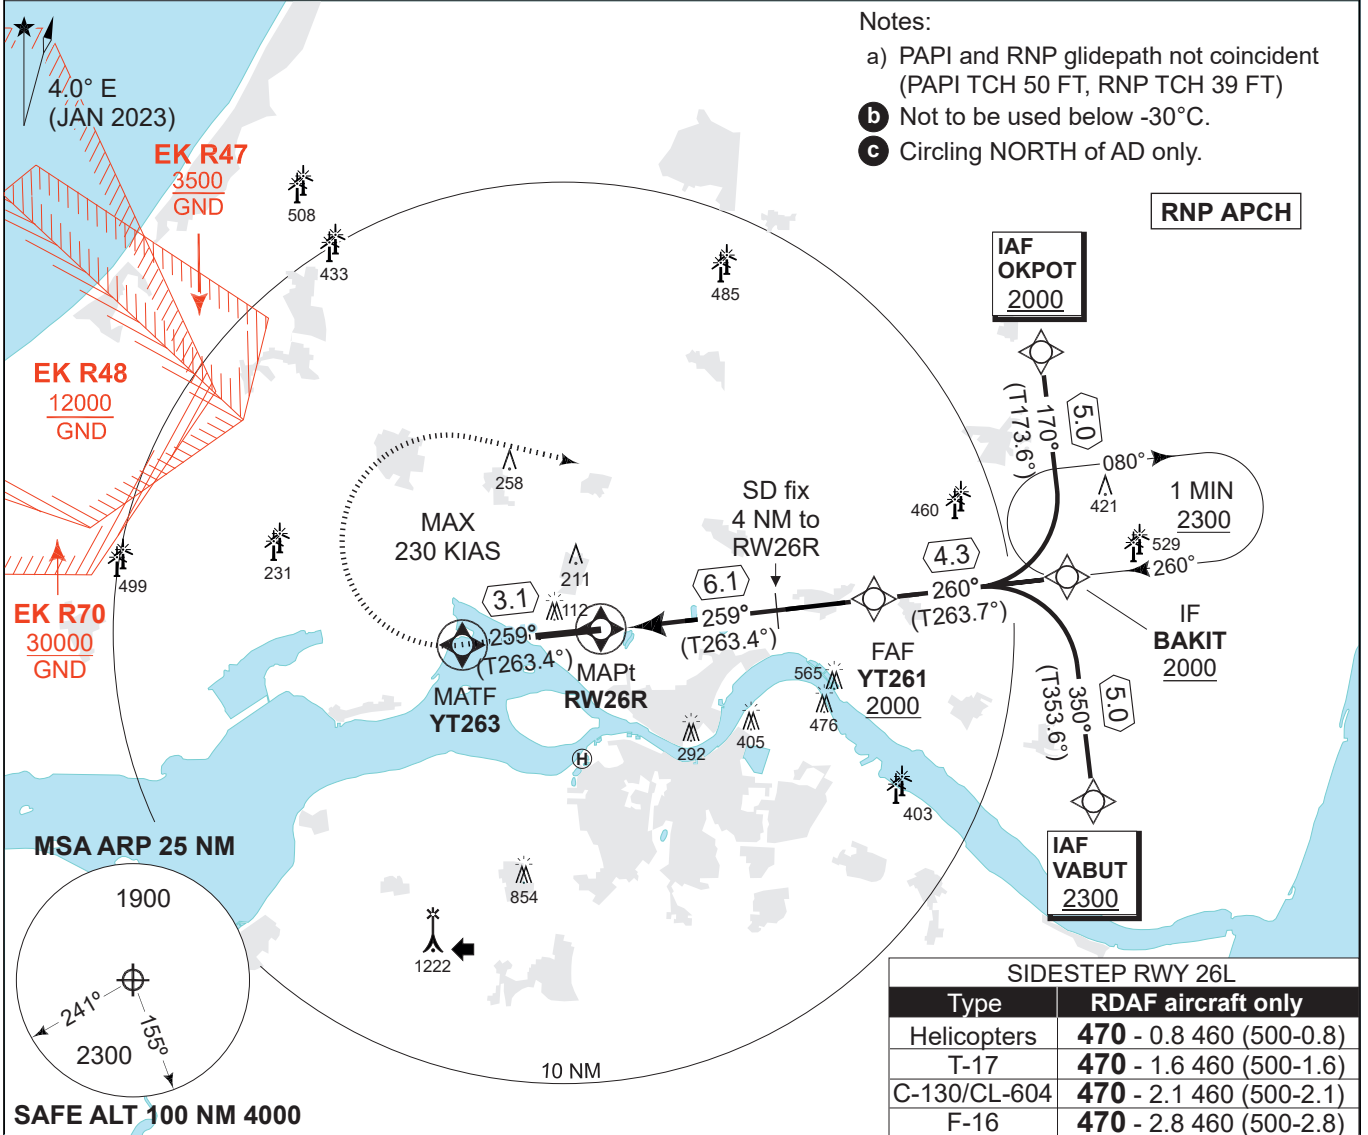 Notes:
a) PAPI and RNP glidepath not coincident
(PAPI TCH 50 FT, RNP TCH 39 FT)
b Not to be used below -30°C.
c Circling NORTH of AD only.
4.0° E
(JAN 2023)
EK R47
3500
GND
508
433
485
RNP APCH
IAF
OKPOT
2000
EK R48
12000
GND
170°
(T173.6°)
5.0
080°
421
1 MIN
2300
529
260°
258
SD fix
4 NM to
RW26R
460
MAX
230 KIAS
499
231
211
112
EK R70
30000
GND
3.1
259°
(T263.4°)
6.1
259°
(T263.4°)
4.3
260°
(T263.7°)
IF
BAKIT
2000
MATF
YT263
MAPt
RW26R
FAF
YT261
2000
565
476
405
292
H
350°
(T353.6°)
5.0
403
IAF
VABUT
2300
MSA ARP 25 NM
1900
241°
155°
2300
SAFE ALT 100 NM 4000
854
1222
10 NM
SIDESTEP RWY 26L
Type RDAF aircraft only
Helicopters 470 - 0.8 460 (500-0.8)
T-17 470 - 1.6 460 (500-1.6)
C-130/CL-604 470 - 2.1 460 (500-2.1)
F-16 470 - 2.8 460 (500-2.8)